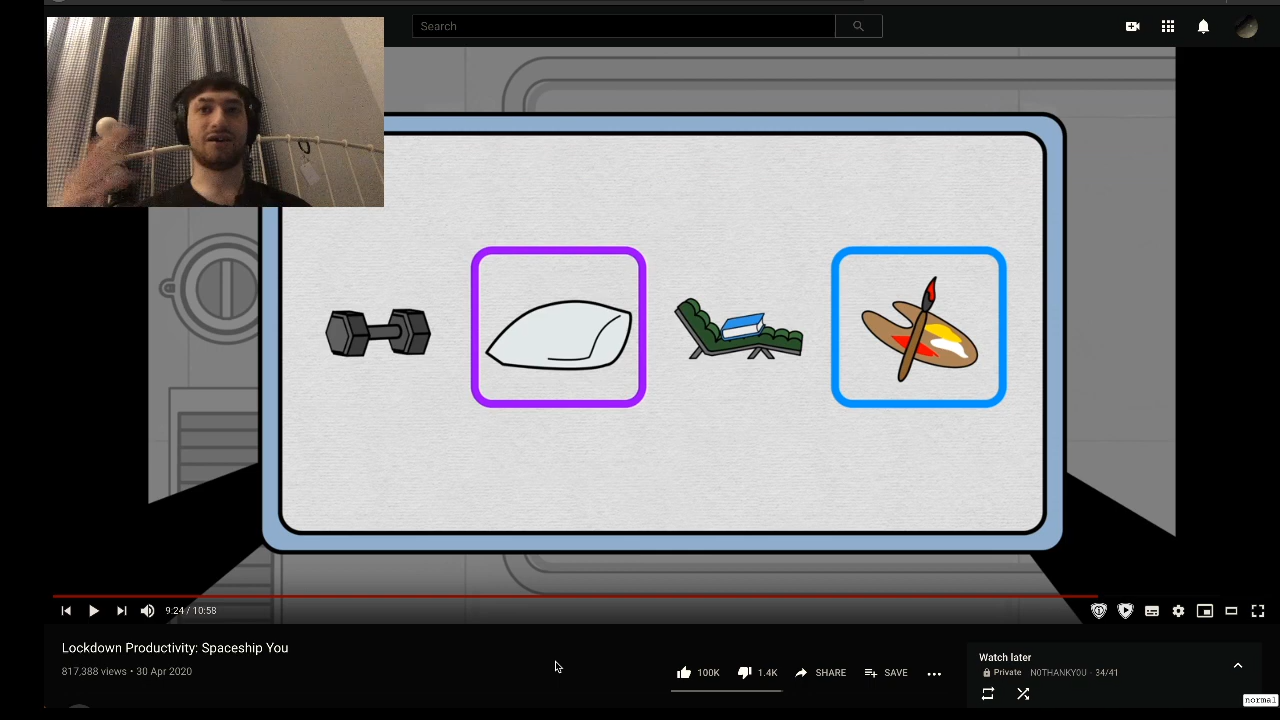 Search
9:24 / 10:58
Lockdown Productivity: Spaceship You
817,388 views • 30 Apr 2020
100K
1.4K
SHARE
SAVE
Watch later
Private
N0THANKY0U - 34/41
normal